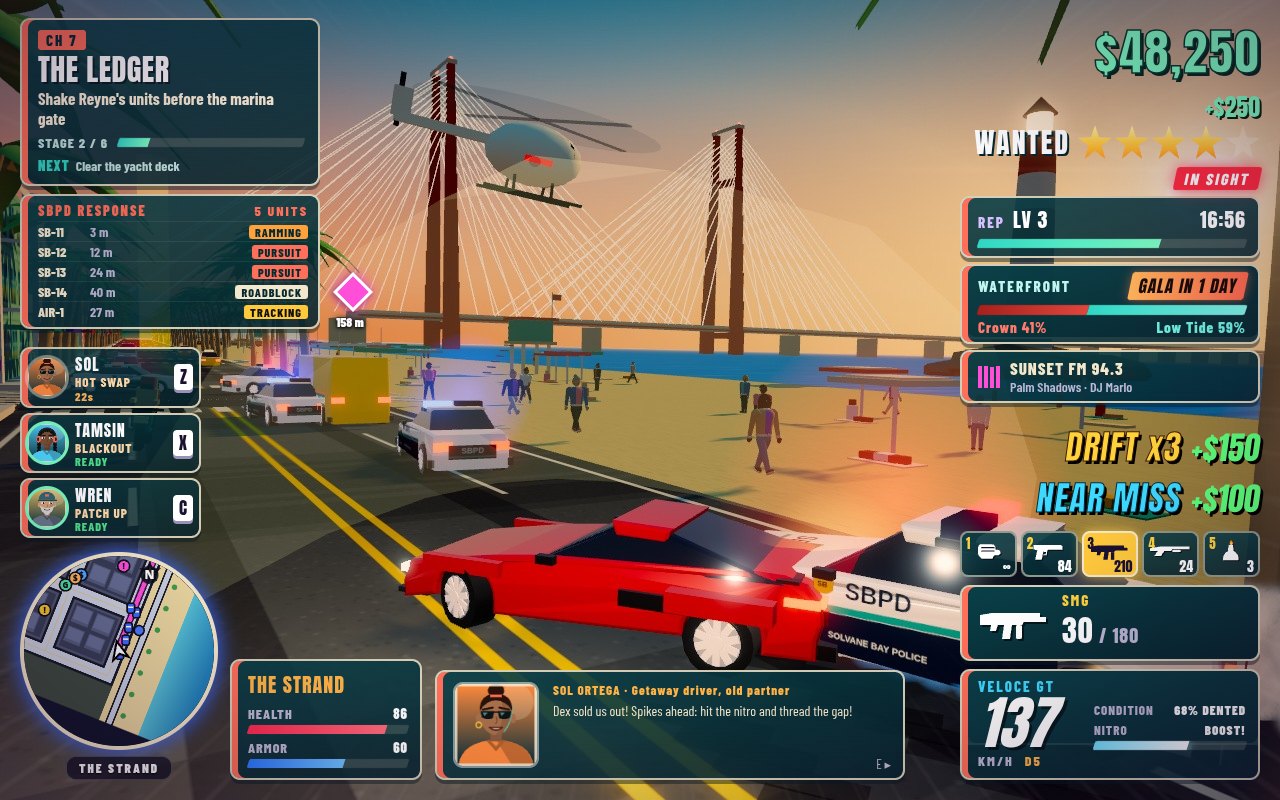 CH 7
THE LEDGER
Shake Reyne's units before the marina
gate
STAGE 2 / 6
NEXT Clear the yacht deck
SBPD RESPONSE 5 UNITS
SB-11 3 m RAMMING
SB-12 12 m PURSUIT
SB-13 24 m PURSUIT
SB-14 40 m ROADBLOCK
AIR-1 27 m TRACKING
158 m
SOL
HOT SWAP
22s
Z
TAMSIN
BLACKOUT
READY
X
WREN
PATCH UP
READY
C
N
THE STRAND
THE STRAND
HEALTH 86
ARMOR 60
SOL ORTEGA · Getaway driver, old partner
Dex sold us out! Spikes ahead: hit the nitro and thread the gap!
E ▸
SBPD
SBPD
SOLVANE BAY POLICE
$48,250
+$250
WANTED
IN SIGHT
REP LV 3 16:56
WATERFRONT GALA IN 1 DAY
Crown 41% Low Tide 59%
SUNSET FM 94.3
Palm Shadows · DJ Marlo
DRIFT x3 +$150
NEAR MISS +$100
1 ∞
2 84
3 210
4 24
5 3
SMG
30 / 180
VELOCE GT
137
KM/H D5
CONDITION 68% DENTED
NITRO BOOST!